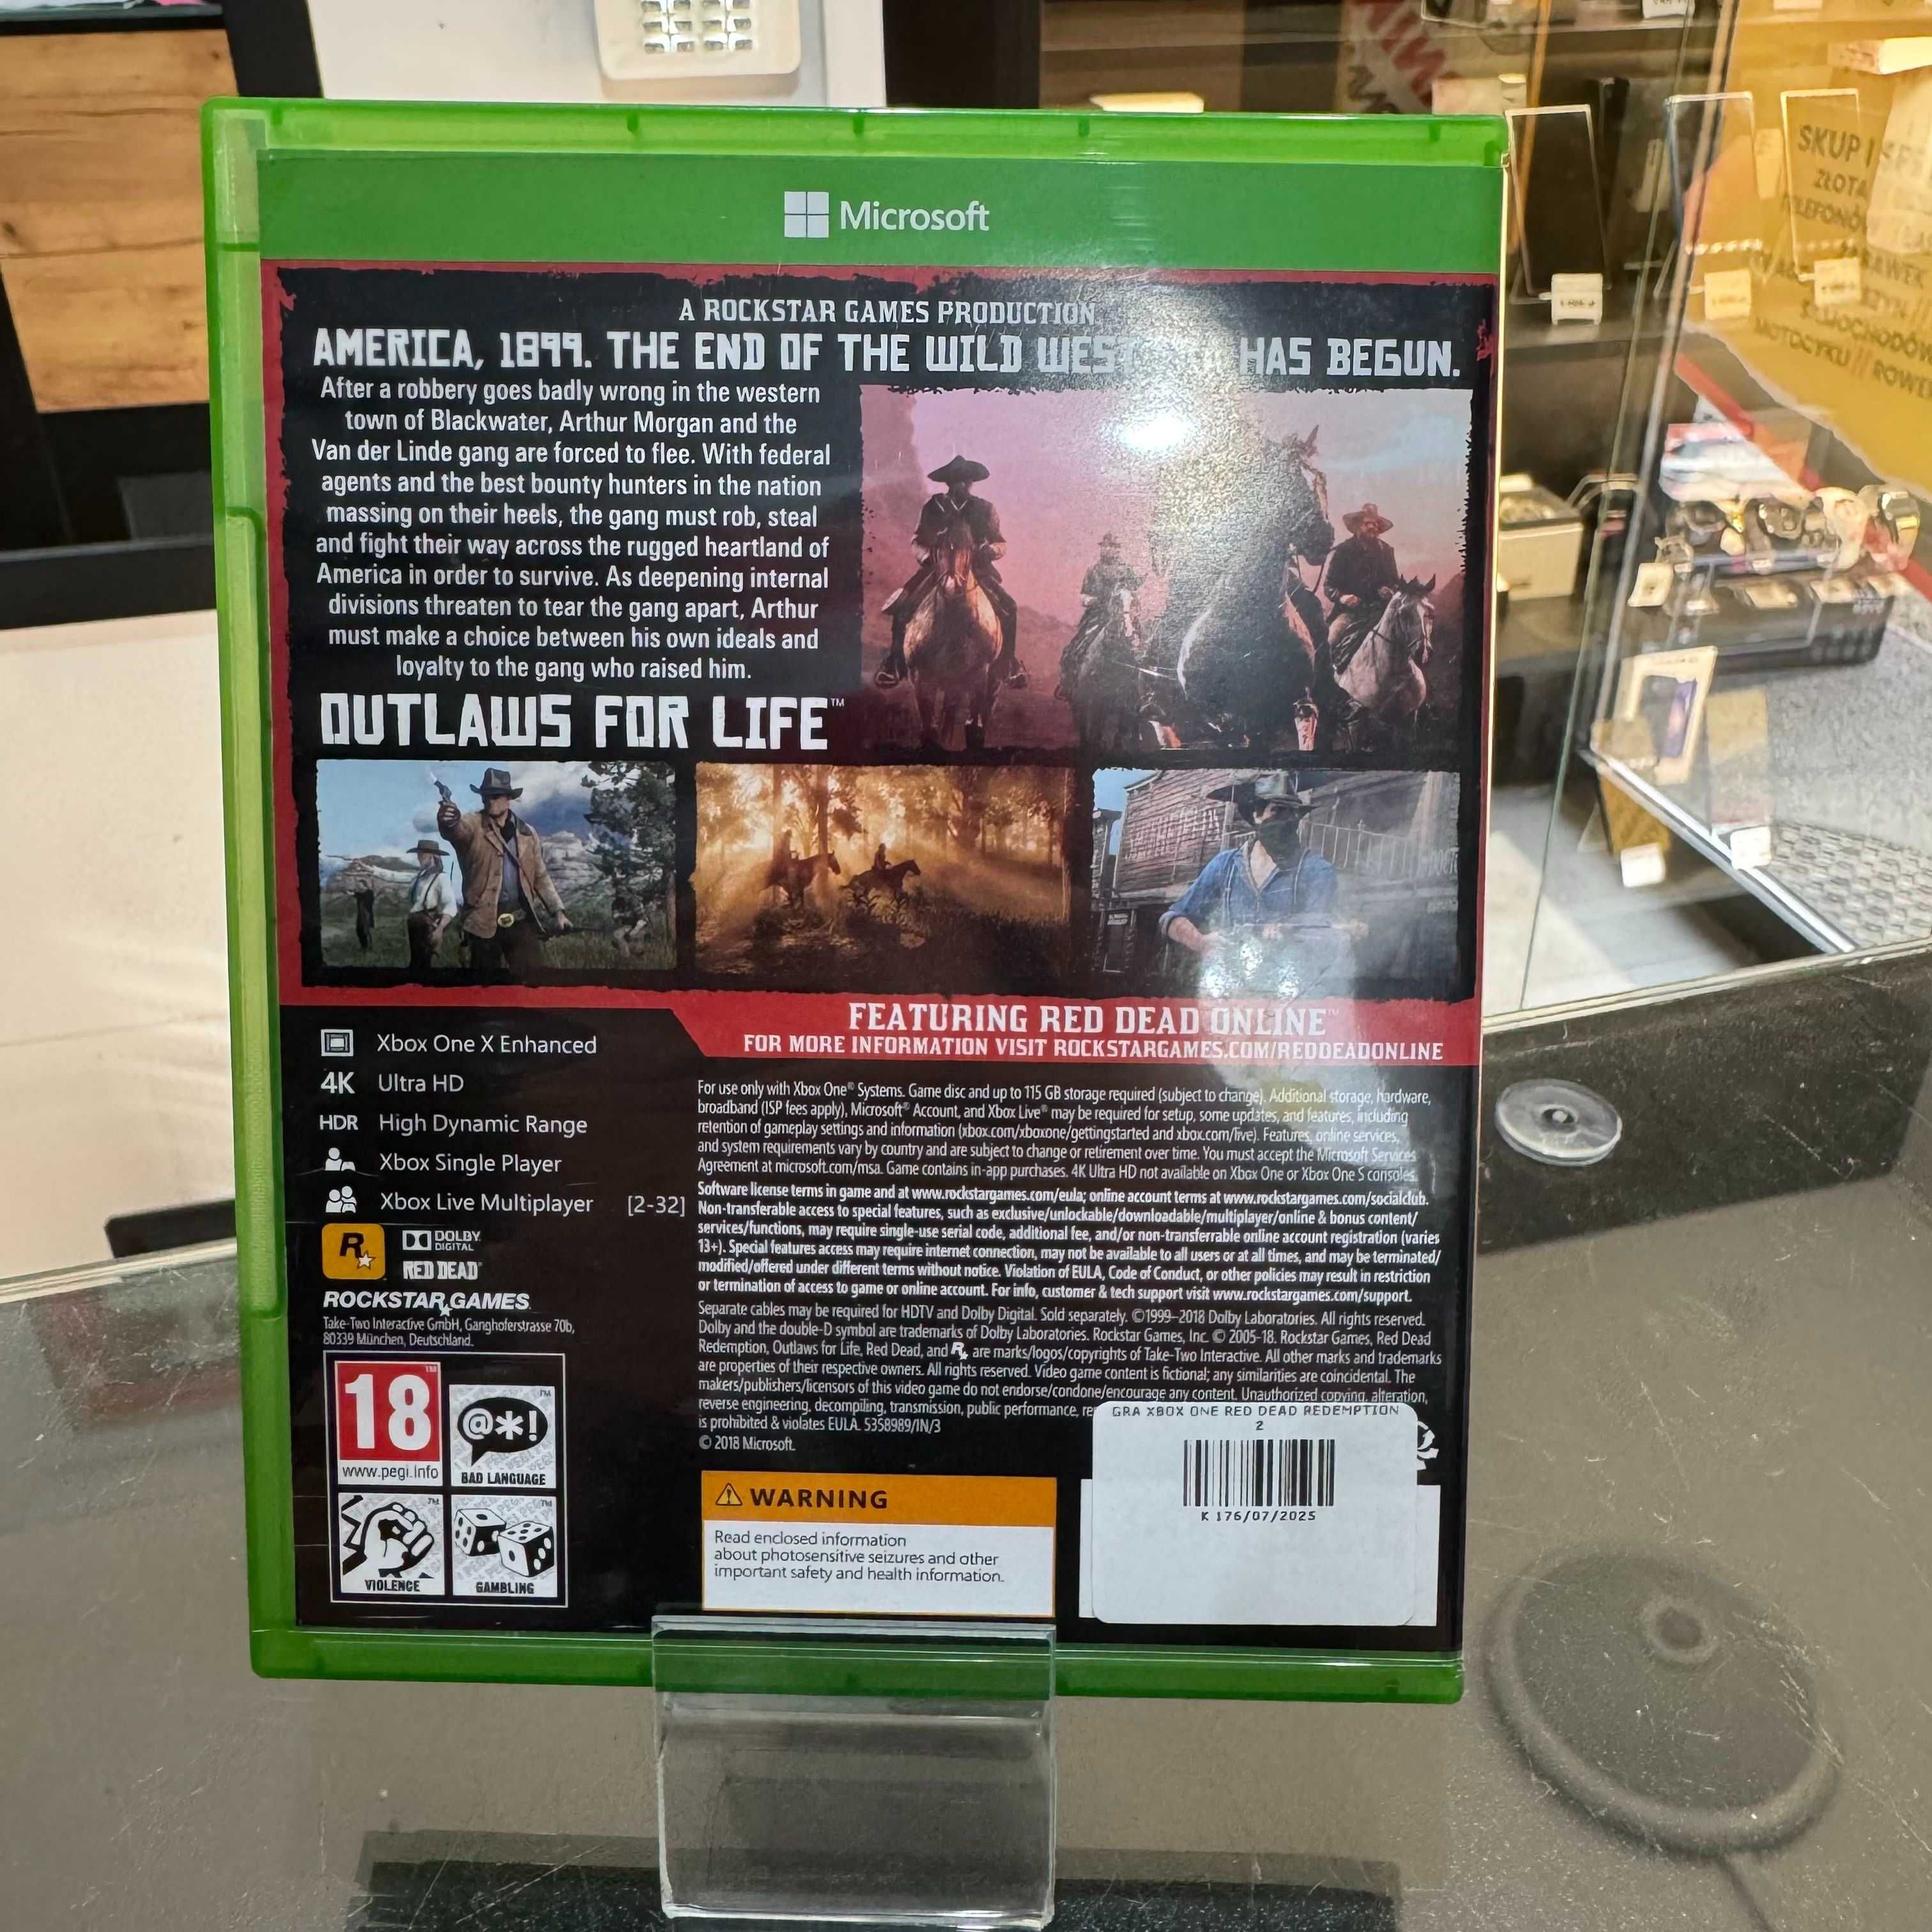 Microsoft
A ROCKSTAR GAMES PRODUCTION
AMERICA, 1899. THE END OF THE WILD WEST HAS BEGUN.
After a robbery goes badly wrong in the western
town of Blackwater, Arthur Morgan and the
Van der Linde gang are forced to flee. With federal
agents and the best bounty hunters in the nation
massing on their heels, the gang must rob, steal
and fight their way across the rugged heartland of
America in order to survive. As deepening internal
divisions threaten to tear the gang apart, Arthur
must make a choice between his own ideals and
loyalty to the gang who raised him.
OUTLAWS FOR LIFE™
FEATURING RED DEAD ONLINE™
FOR MORE INFORMATION VISIT ROCKSTARGAMES.COM/REDDEADONLINE
Xbox One X Enhanced
4K Ultra HD
HDR High Dynamic Range
Xbox Single Player
Xbox Live Multiplayer [2-32]
R
DOLBY
DIGITAL
RED DEAD
ROCKSTAR GAMES
Take-Two Interactive GmbH, Ganghoferstrasse 70b,
80339 München, Deutschland.
For use only with Xbox One® Systems. Game disc and up to 115 GB storage required (subject to change). Additional storage, hardware,
broadband (ISP fees apply), Microsoft® Account, and Xbox Live® may be required for setup, some updates, and features, including
retention of gameplay settings and information (xbox.com/xboxone/gettingstarted and xbox.com/live). Features, online services,
and system requirements vary by country and are subject to change or retirement over time. You must accept the Microsoft Services
Agreement at microsoft.com/msa. Game contains in-app purchases. 4K Ultra HD not available on Xbox One or Xbox One S consoles.
Software license terms in game and at www.rockstargames.com/eula; online account terms at www.rockstargames.com/socialclub.
Non-transferable access to special features, such as exclusive/unlockable/downloadable/multiplayer/online & bonus content/
services/functions, may require single-use serial code, additional fee, and/or non-transferrable online account registration (varies
13+). Special features access may require internet connection, may not be available to all users or at all times, and may be terminated/
modified/offered under different terms without notice. Violation of EULA, Code of Conduct, or other policies may result in restriction
or termination of access to game or online account. For info, customer & tech support visit www.rockstargames.com/support.
Separate cables may be required for HDTV and Dolby Digital. Sold separately. ©1999–2018 Dolby Laboratories. All rights reserved.
Dolby and the double-D symbol are trademarks of Dolby Laboratories. Rockstar Games, Inc. © 2005-18. Rockstar Games, Red Dead
Redemption, Outlaws for Life, Red Dead, and R are marks/logos/copyrights of Take-Two Interactive. All other marks and trademarks
are properties of their respective owners. All rights reserved. Video game content is fictional; any similarities are coincidental. The
makers/publishers/licensors of this video game do not endorse/condone/encourage any content. Unauthorized copying, alteration,
reverse engineering, decompiling, transmission, public performance,
is prohibited & violates EULA. 5358989/IN/3
© 2018 Microsoft.
18
www.pegi.info
@*!
BAD LANGUAGE
VIOLENCE
GAMBLING
WARNING
Read enclosed information
about photosensitive seizures and other
important safety and health information.
GRA XBOX ONE RED DEAD REDEMPTION
2
K 176/07/2025
SKUP I